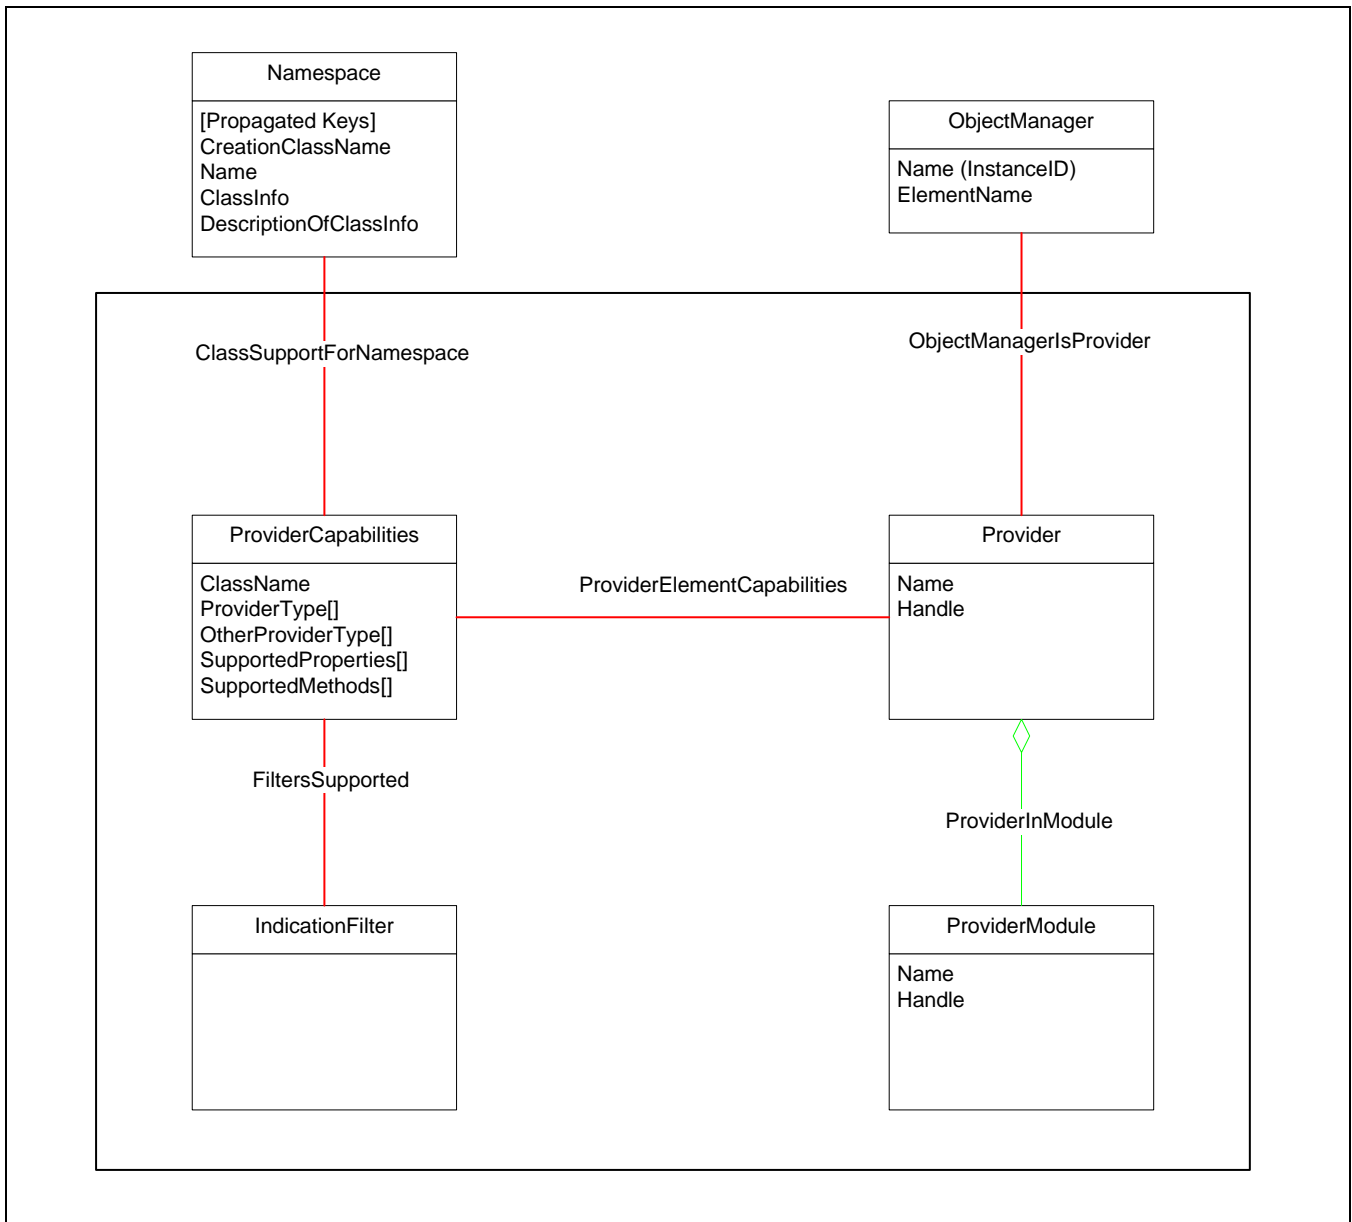 Namespace
[Propagated Keys]
CreationClassName
Name
ClassInfo
DescriptionOfClassInfo
ObjectManager
Name (InstanceID)
ElementName
ClassSupportForNamespace
ObjectManagerIsProvider
ProviderCapabilities
ClassName
ProviderType[]
OtherProviderType[]
SupportedProperties[]
SupportedMethods[]
ProviderElementCapabilities
Provider
Name
Handle
FiltersSupported
ProviderInModule
IndicationFilter
ProviderModule
Name
Handle